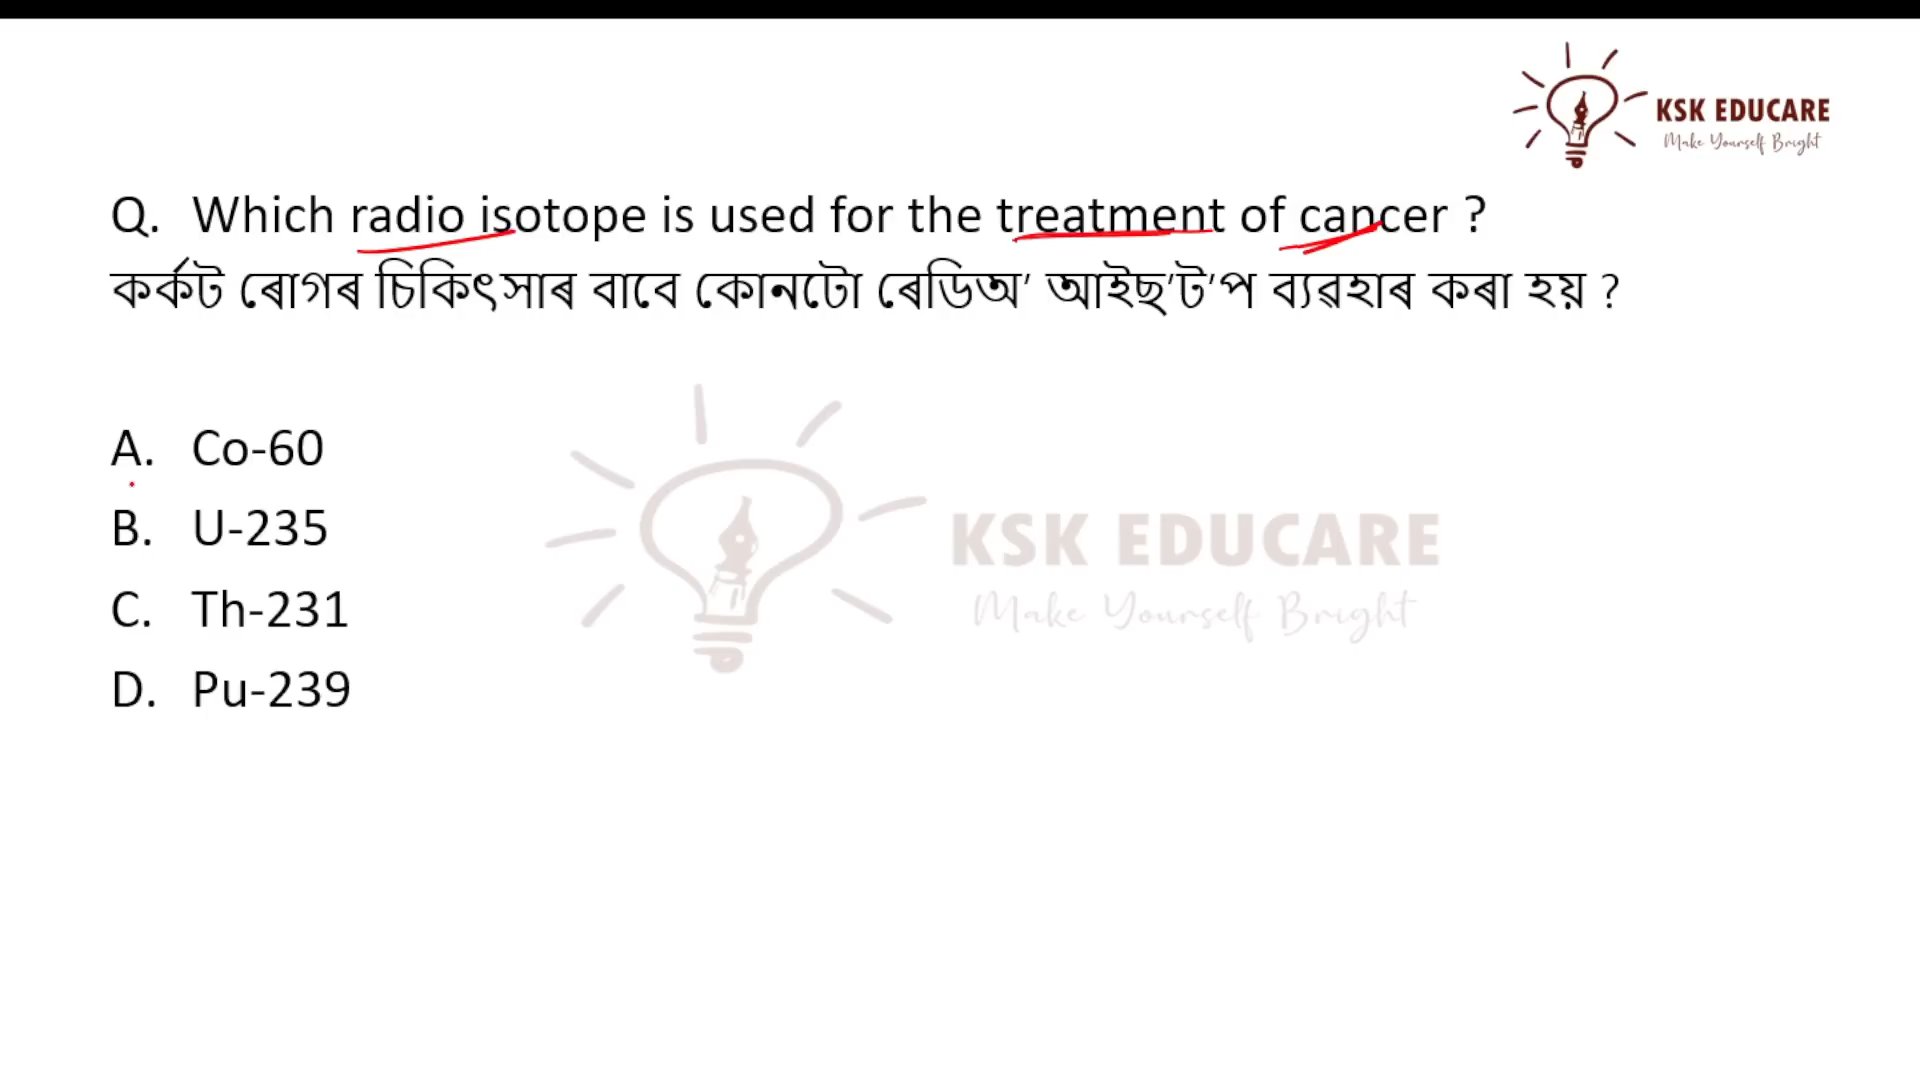 KSK EDUCARE
Make Yourself Bright
Q. Which radio isotope is used for the treatment of cancer ?
কৰ্কট ৰোগৰ চিকিৎসাৰ বাবে কোনটো ৰেডিঅ’ আইছ’ট’প ব্যৱহাৰ কৰা হয় ?
A. Co-60
B. U-235
C. Th-231
D. Pu-239
KSK EDUCARE
Make Yourself Bright